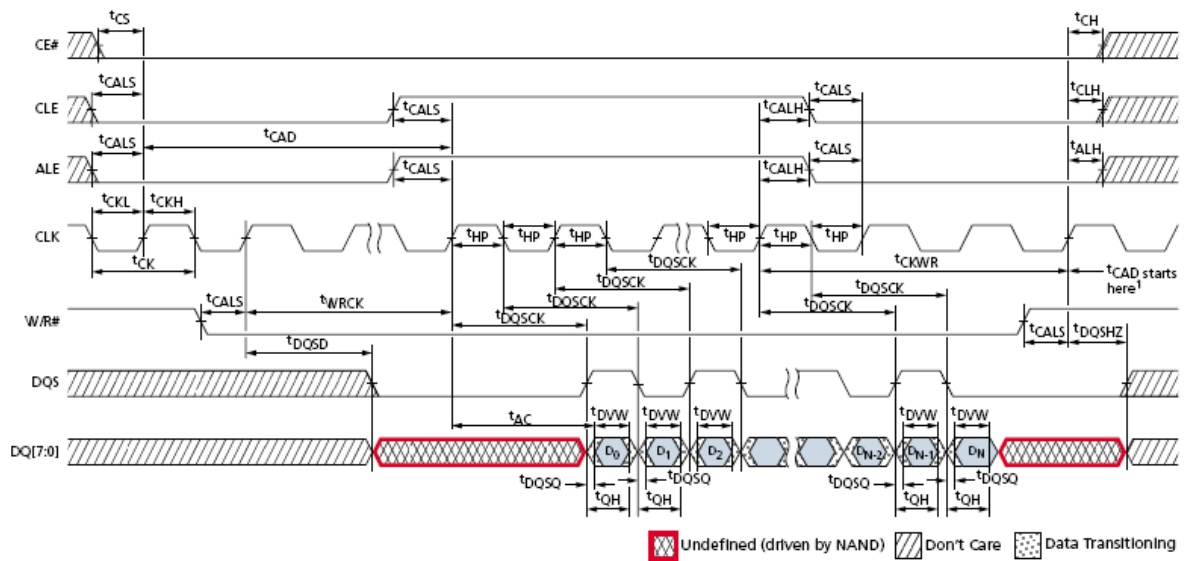 tCS
tCH
CE#
tCALS
tCALS
tCLH
CLE
tCALS
tCALH
tCALS
tCAD
tCALS
tALH
ALE
tCALS
tCALH
tCKL
tCKH
CLK
tHP
tHP
tHP
tHP
tHP
tHP
tCK
tDQSCK
tCKWR
tCAD starts
here1
tCALS
tWRCK
tDQSCK
tDQSCK
tDQSCK
tDQSCK
W/R#
tDQSCK
tDQSD
tCALS
tDQSHZ
DQS
tAC
tDVW
tDVW
tDVW
tDVW
tDVW
DQ[7:0]
D0
D1
D2
DN-2
DN-1
DN
tDQSQ
tDQSQ
tDQSQ
tDQSQ
tQH
tQH
tQH
tQH
Undefined (driven by NAND)
Don't Care
Data Transitioning